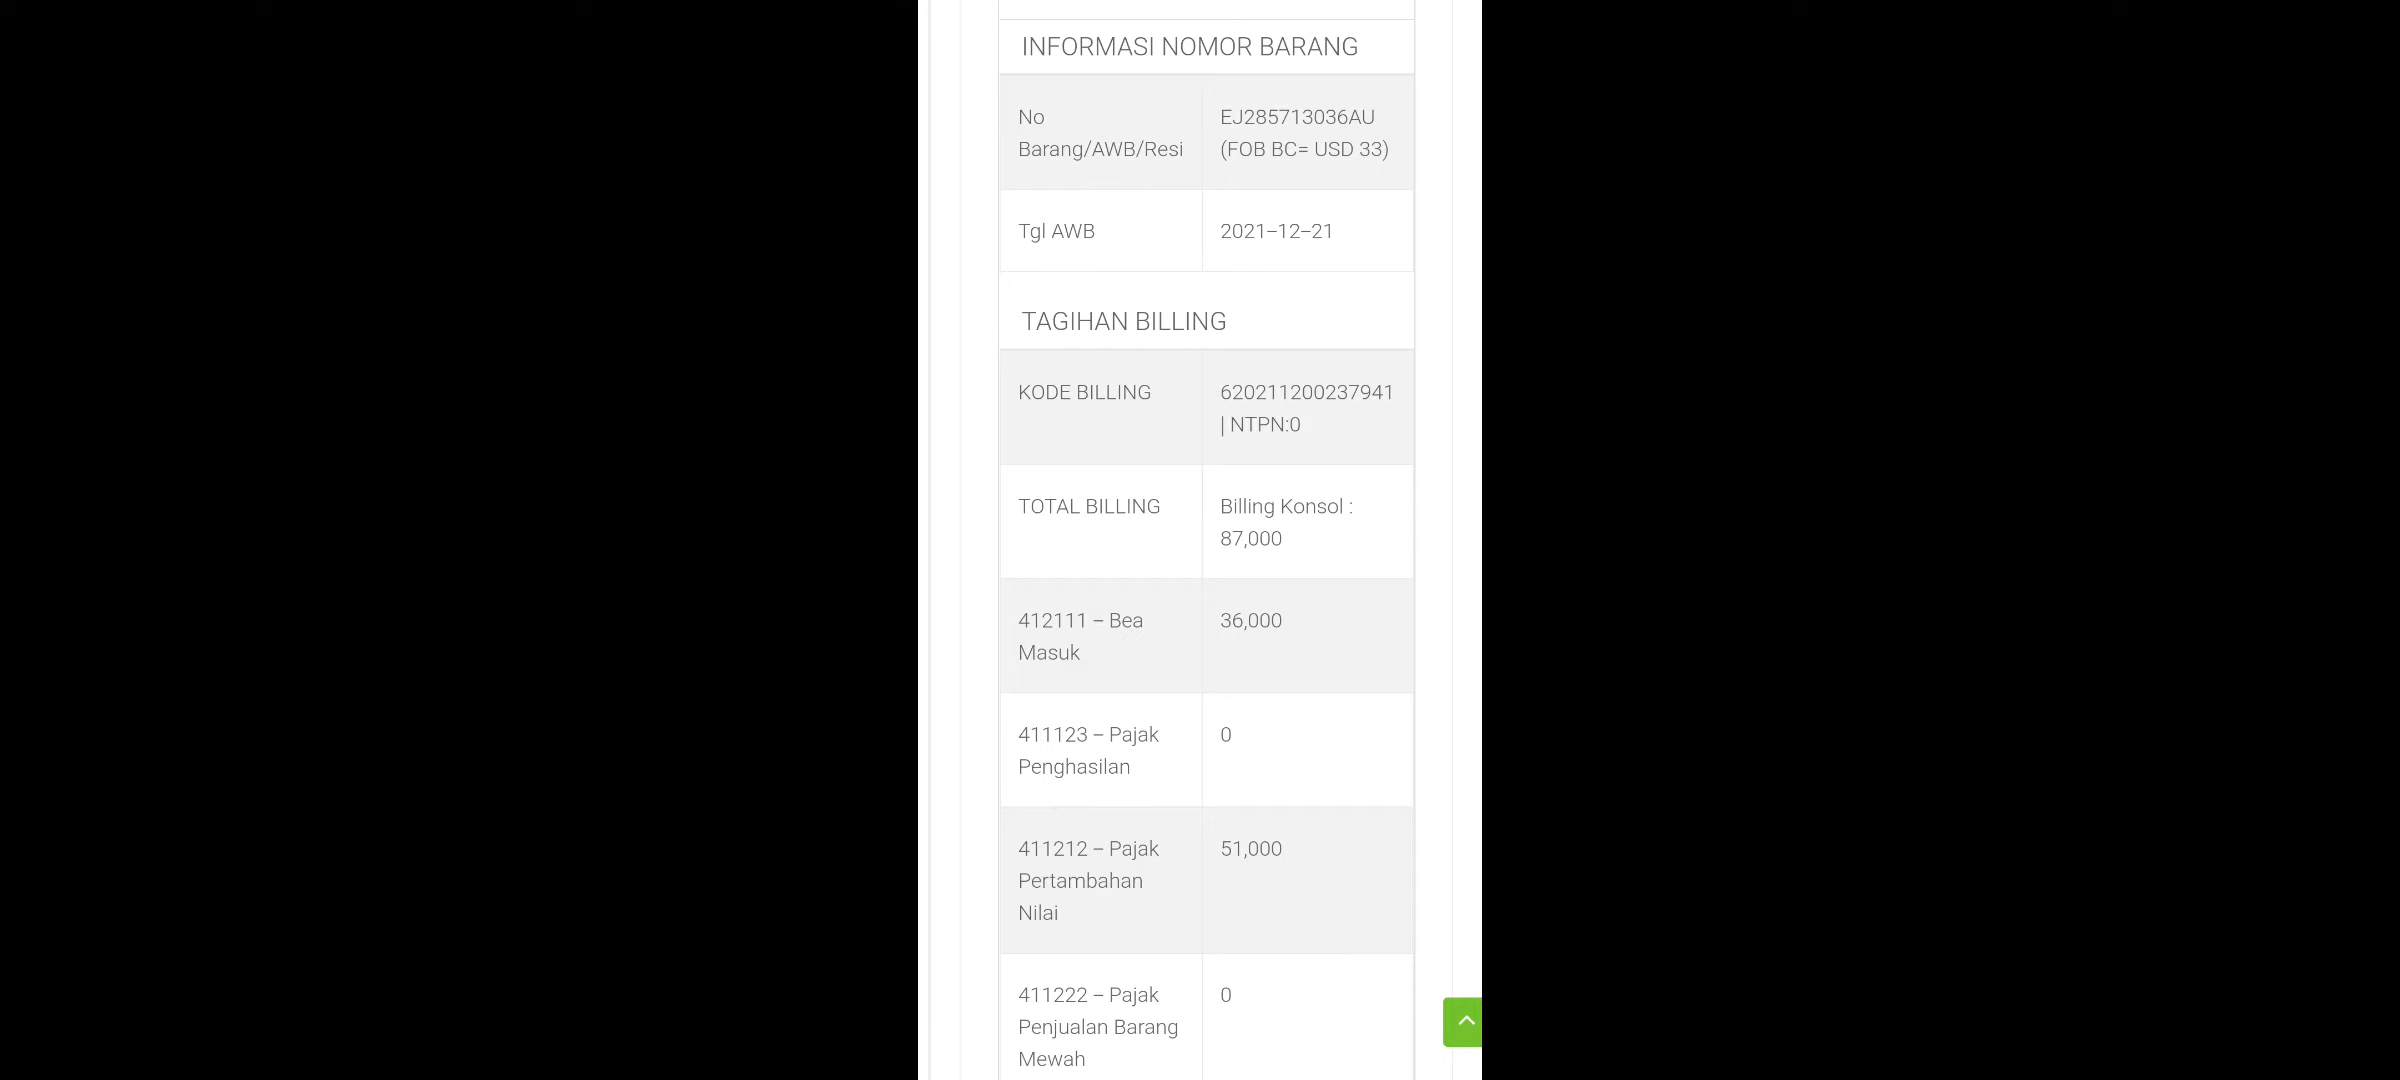 INFORMASI NOMOR BARANG
No
Barang/AWB/Resi
EJ285713036AU
(FOB BC= USD 33)
Tgl AWB
2021–12–21
TAGIHAN BILLING
KODE BILLING
620211200237941
| NTPN:0
TOTAL BILLING
Billing Konsol :
87,000
412111 – Bea
Masuk
36,000
411123 – Pajak
Penghasilan
0
411212 – Pajak
Pertambahan
Nilai
51,000
411222 – Pajak
Penjualan Barang
Mewah
0